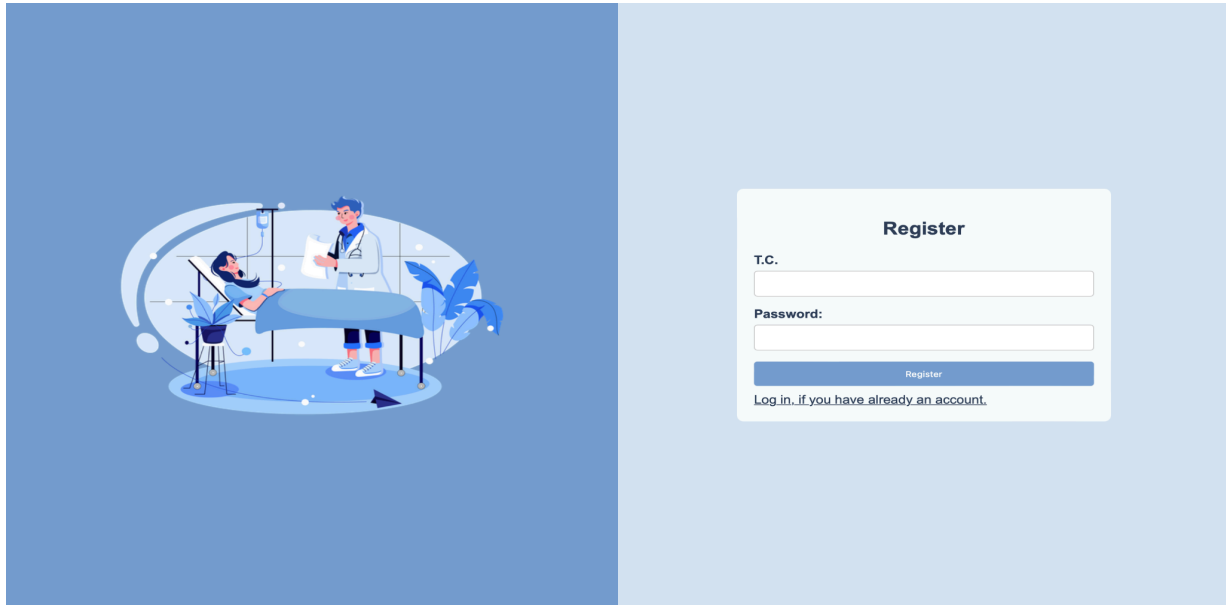 Register
T.C.
Password:
Register
Log in, if you have already an account.